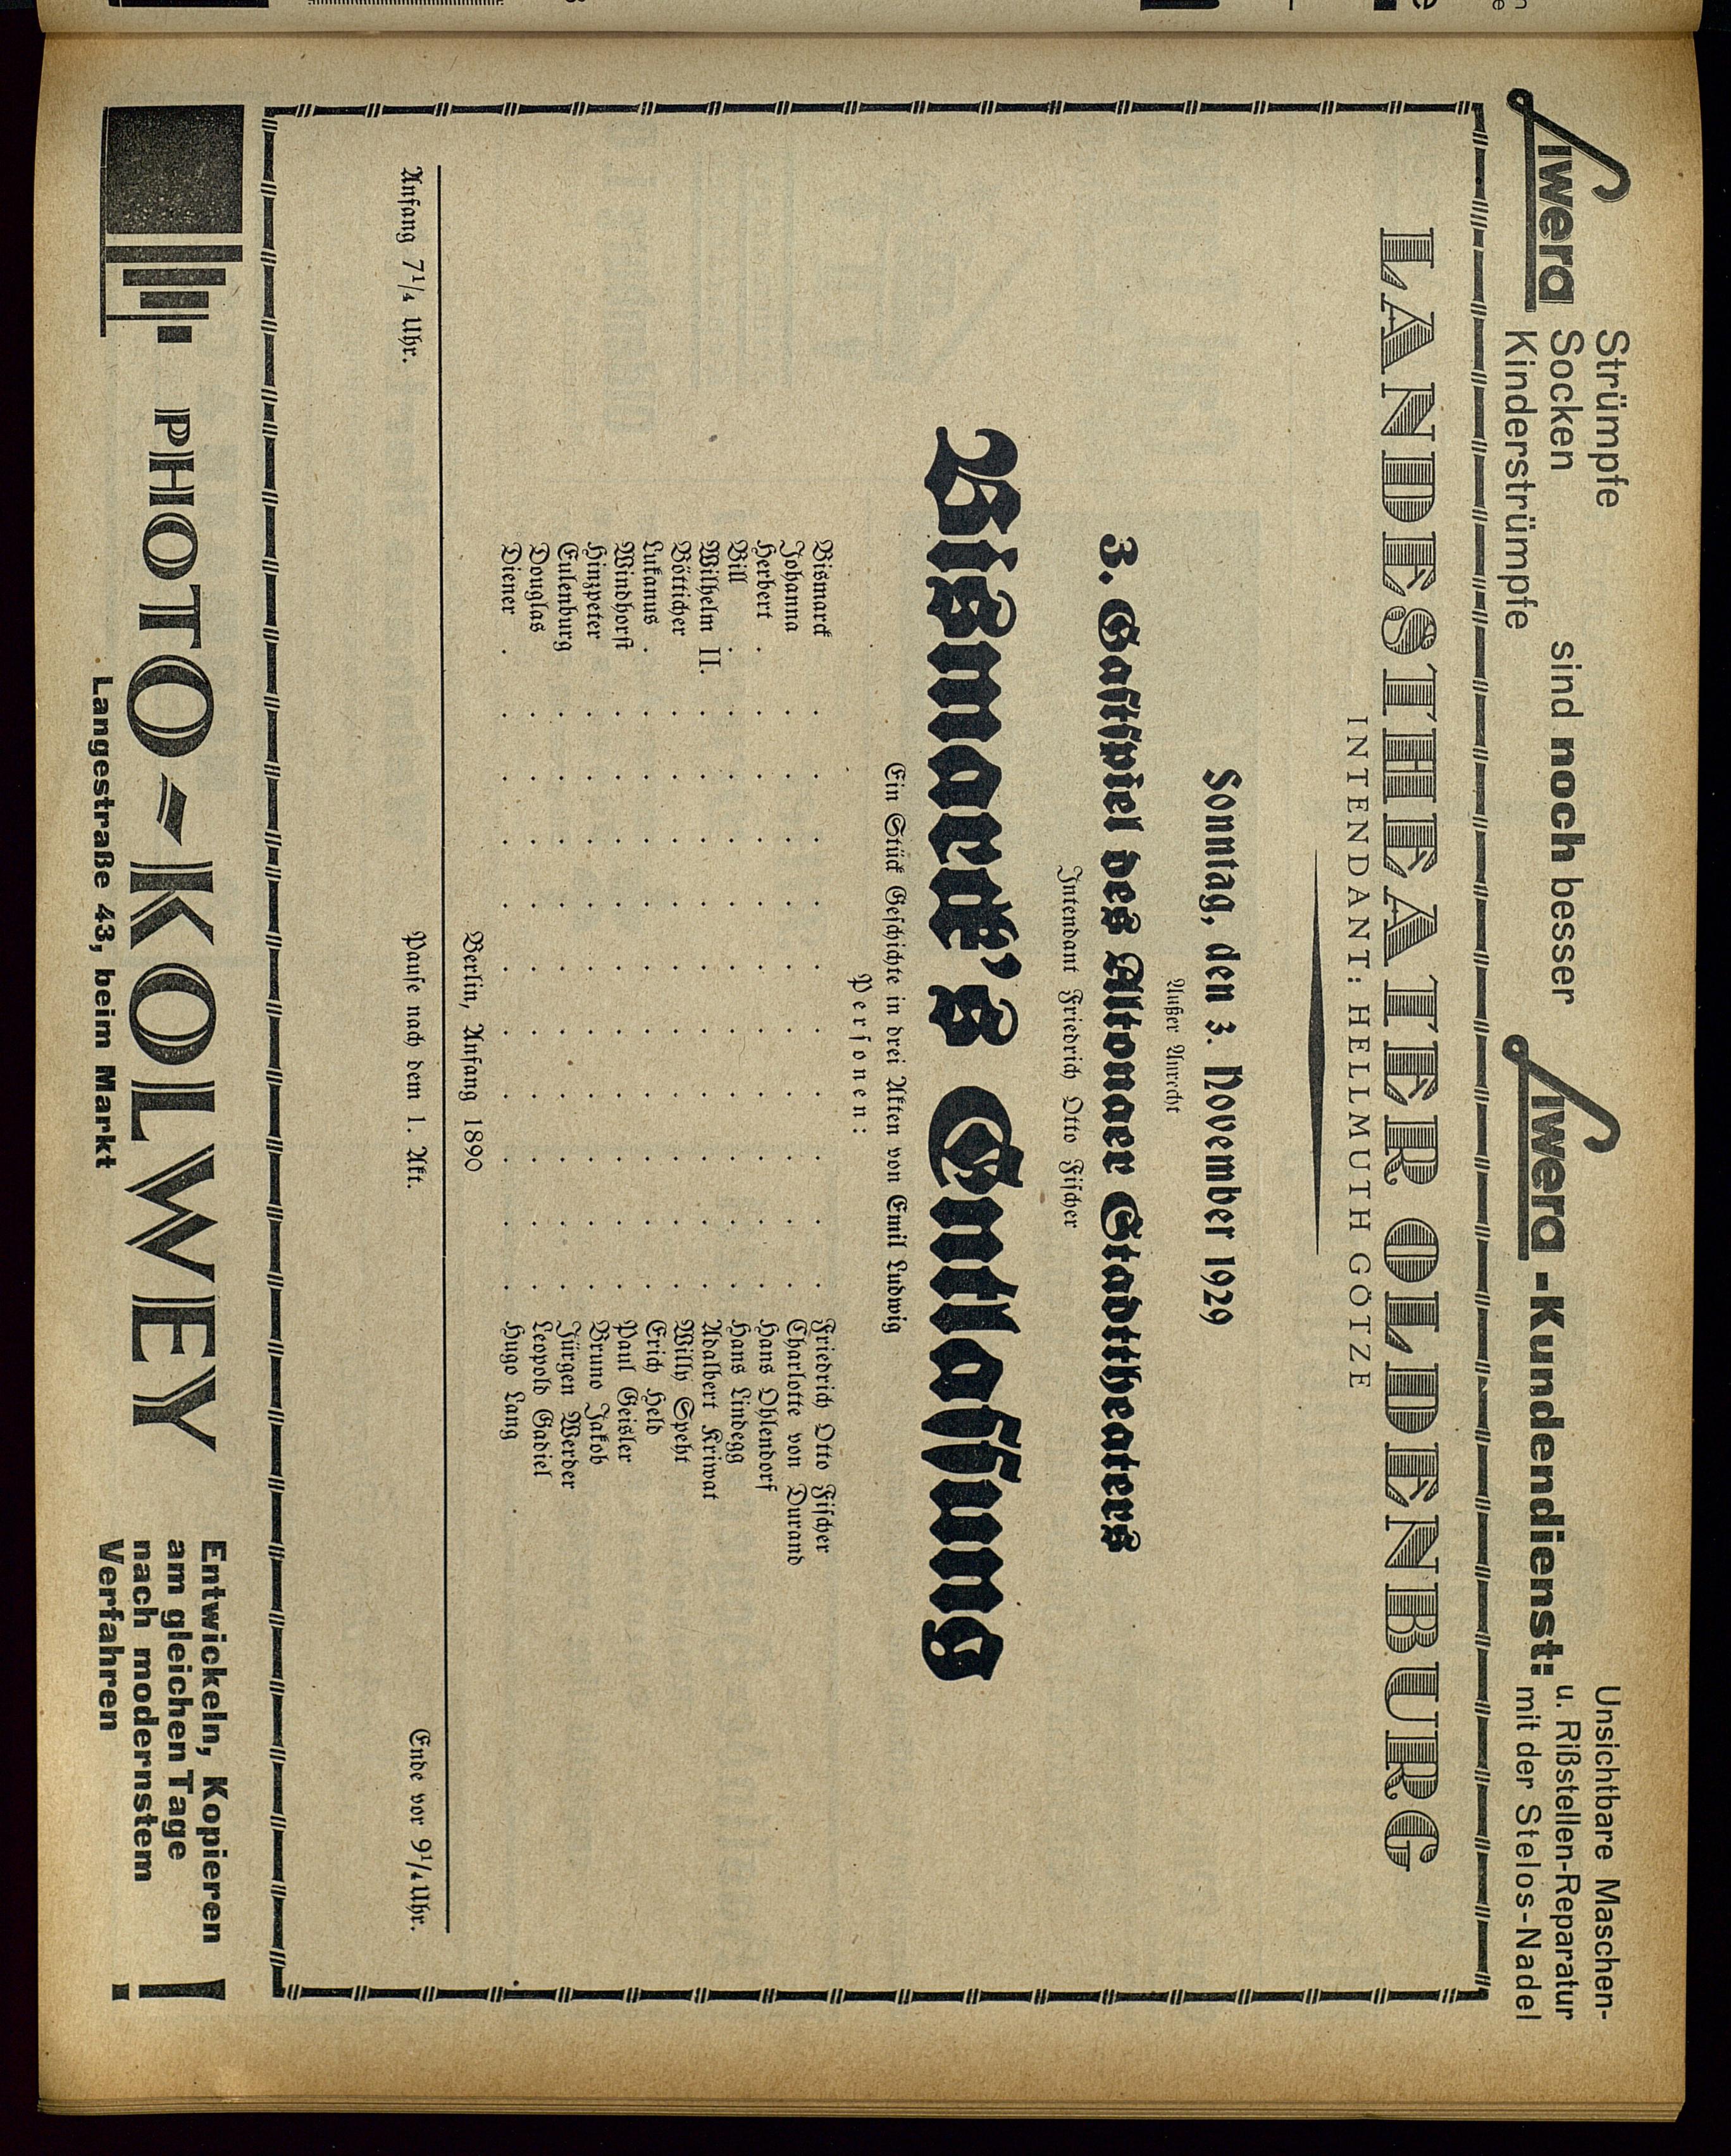 Siwera
Strümpfe
Socken
Kinderstrümpfe
sind noch besser
Siwera-Kundendienst:
Unsichtbare Maschen-
u. Rißstellen-Reparatur
mit der Stelos-Nadel
LANDESTHEATER OLDENBURG
INTENDANT: HELLMUTH GÖTZE
Sonntag, den 3. November 1929
Außer Anrecht
3. Gastspiel des Altonaer Stadttheaters
Intendant Friedrich Otto Fischer
Bismarck's Entlassung
Ein Stück Geschichte in drei Akten von Emil Ludwig
Personen:
Bismarck . . . . . . . . . . Friedrich Otto Fischer
Johanna . . . . . . . . . . Charlotte von Durand
Herbert . . . . . . . . . . . Hans Ohlendorf
Bill . . . . . . . . . . . Hans Lindegg
Wilhelm II. . . . . . . . . . . Adalbert Kriwat
Bötticher . . . . . . . . . . Willy Speht
Lukanus . . . . . . . . . . . Erich Held
Windhorst . . . . . . . . . . Paul Geisler
Hinzpeter . . . . . . . . . . Bruno Jakob
Eulenburg . . . . . . . . . . Jürgen Werder
Douglas . . . . . . . . . . Leopold Gadiel
Diener . . . . . . . . . . . Hugo Lang
Berlin, Anfang 1890
Anfang 7¹/₄ Uhr. Pause nach dem 1. Akt. Ende vor 9¹/₄ Uhr.
PHOTO-KOLWEY
Langestraße 43, beim Markt
Entwickeln, Kopieren
am gleichen Tage
nach modernstem
Verfahren
!